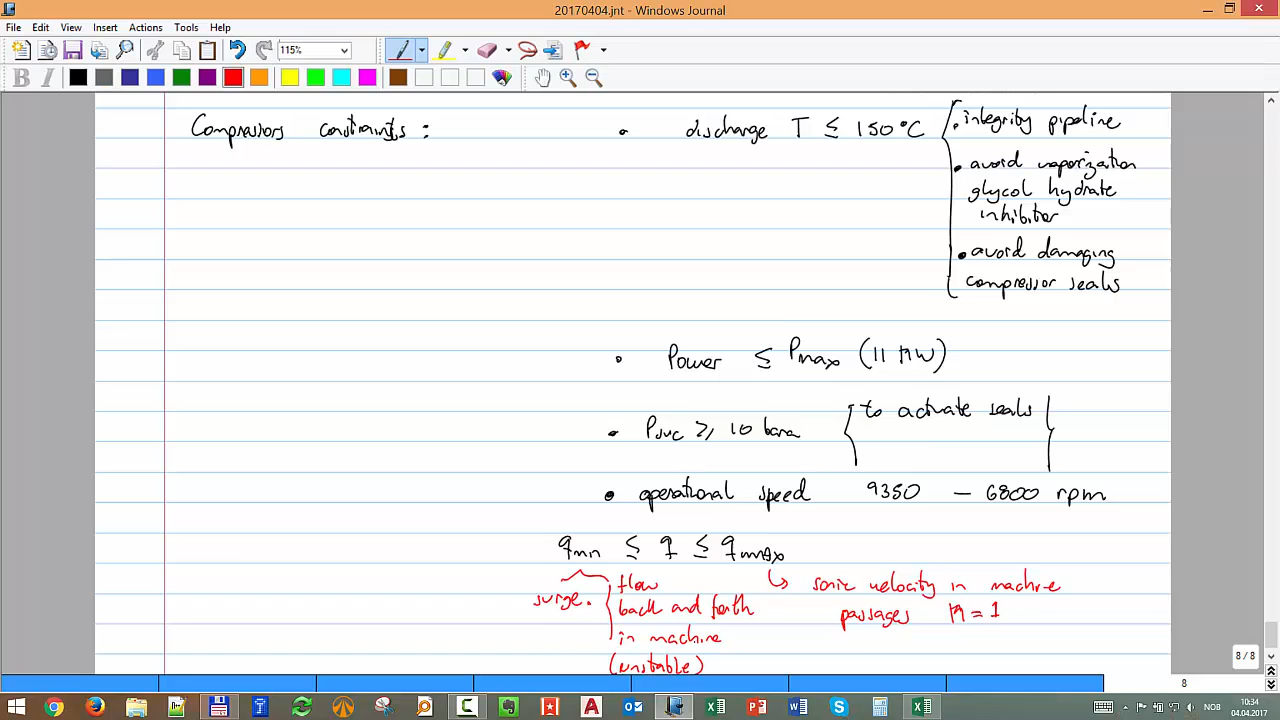 20170404.jnt - Windows Journal
File Edit View Insert Actions Tools Help
115%
Compressors constraints :
• discharge T ≤ 150°C
• integrity pipeline
• avoid vaporization
glycol hydrate
inhibitor
• avoid damaging
compressor seals
• Power ≤ Pmax (11 MW)
• Psuc ≥ 10 bara
to activate seals
• operational speed 9350 – 6800 rpm
qmin ≤ q ≤ qmax
surge.
flow
back and forth
in machine
(unstable)
↳ sonic velocity in machine
passages M = 1
8/8
8
NOB
10:34
04.04.2017